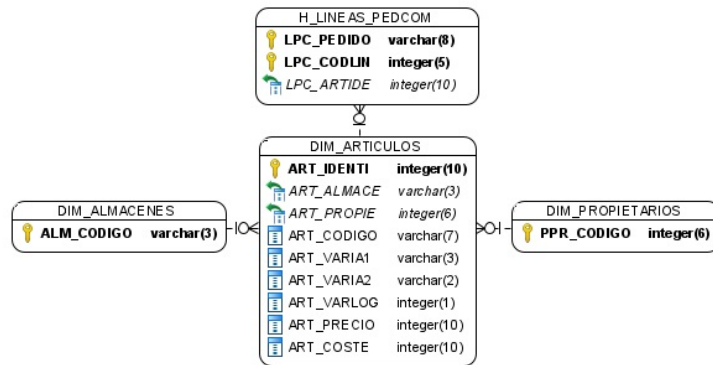 H_LINEAS_PEDCOM
LPC_PEDIDO varchar(8)
LPC_CODLIN integer(5)
LPC_ARTIDE integer(10)
DIM_ARTICULOS
ART_IDENTI integer(10)
ART_ALMACE varchar(3)
ART_PROPIE integer(6)
ART_CODIGO varchar(7)
ART_VARIA1 varchar(3)
ART_VARIA2 varchar(2)
ART_VARLOG integer(1)
ART_PRECIO integer(10)
ART_COSTE integer(10)
DIM_ALMACENES
ALM_CODIGO varchar(3)
DIM_PROPIETARIOS
PPR_CODIGO integer(6)